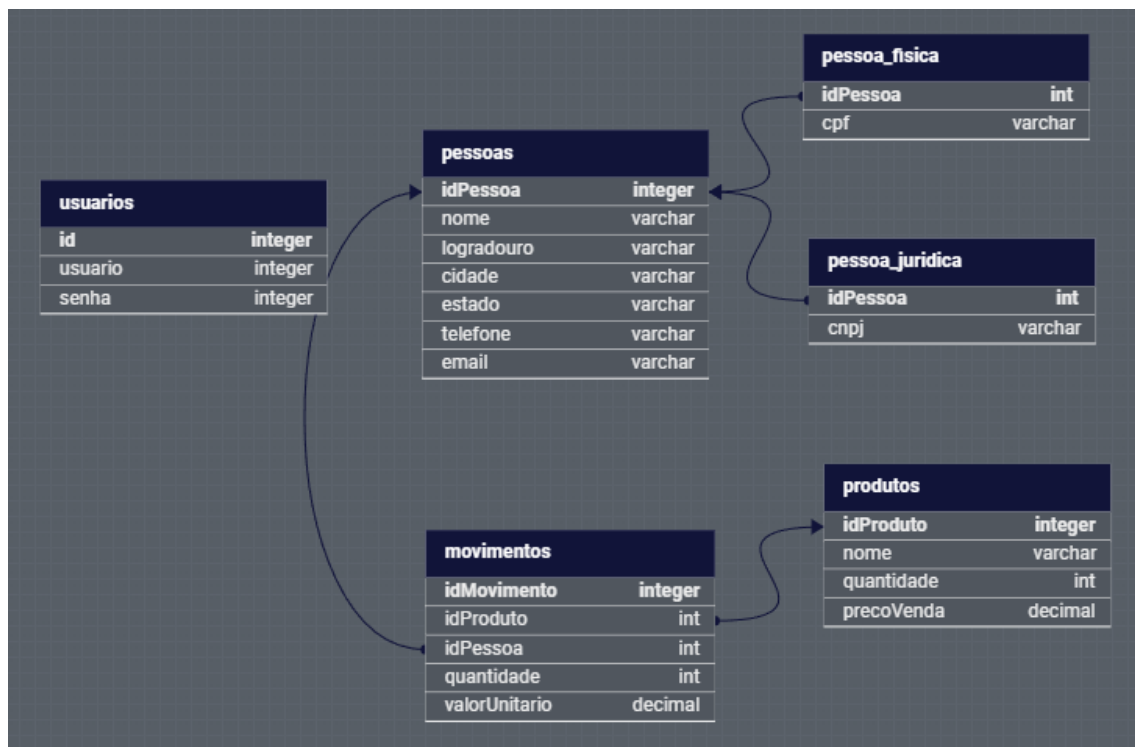 usuarios
id integer
usuario integer
senha integer
pessoas
idPessoa integer
nome varchar
logradouro varchar
cidade varchar
estado varchar
telefone varchar
email varchar
pessoa_fisica
idPessoa int
cpf varchar
pessoa_juridica
idPessoa int
cnpj varchar
movimentos
idMovimento integer
idProduto int
idPessoa int
quantidade int
valorUnitario decimal
produtos
idProduto integer
nome varchar
quantidade int
precoVenda decimal